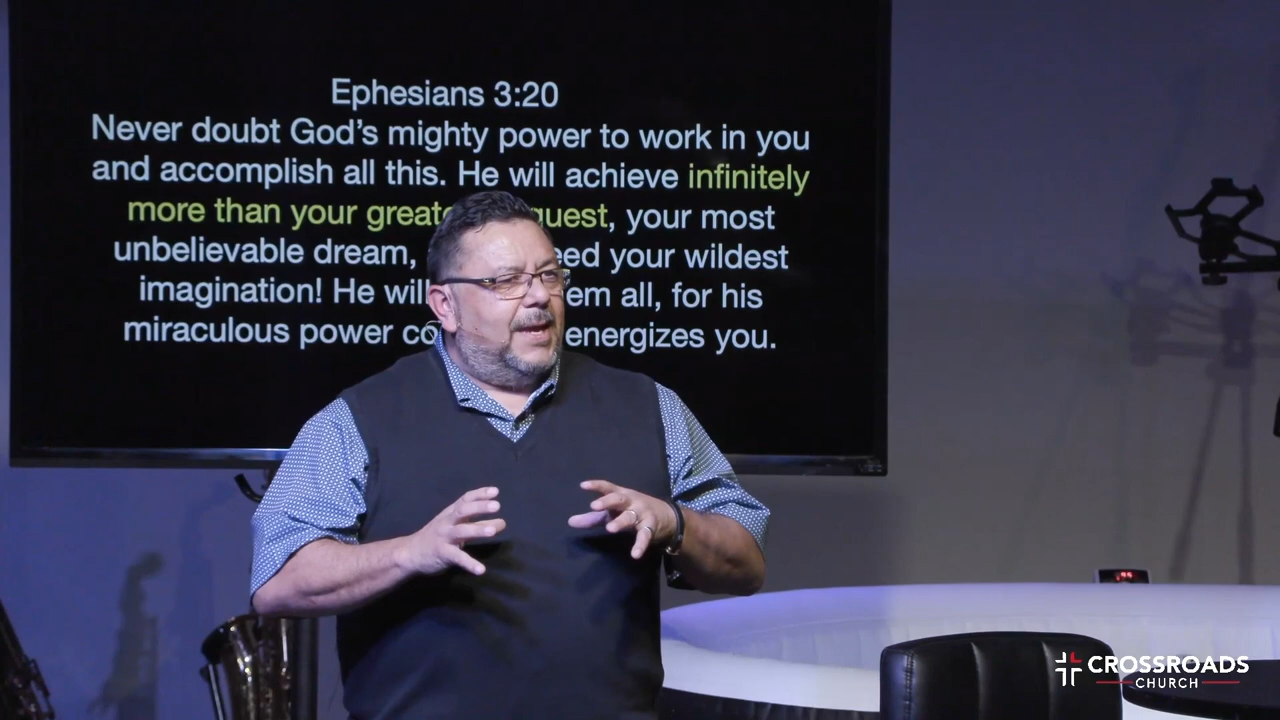 Ephesians 3:20
Never doubt God's mighty power to work in you
and accomplish all this. He will achieve infinitely
more than your quest, your most
unbelievable dream, your wildest
imagination! He will all, for his
miraculous power energizes you.
CROSSROADS
CHURCH